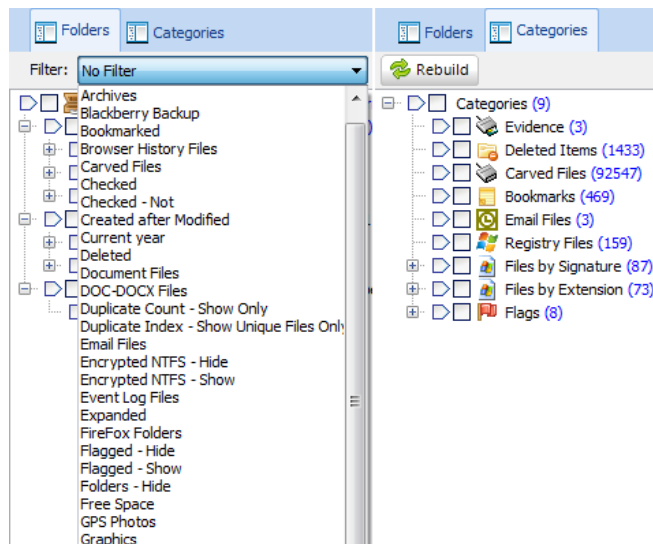 Folders
Categories
Filter: No Filter
Archives
Blackberry Backup
Bookmarked
Browser History Files
Carved Files
Checked
Checked - Not
Created after Modified
Current year
Deleted
Document Files
DOC-DOCX Files
Duplicate Count - Show Only
Duplicate Index - Show Unique Files Only
Email Files
Encrypted NTFS - Hide
Encrypted NTFS - Show
Event Log Files
Expanded
FireFox Folders
Flagged - Hide
Flagged - Show
Folders - Hide
Free Space
GPS Photos
Graphics
Folders
Categories
Rebuild
Categories (9)
Evidence (3)
Deleted Items (1433)
Carved Files (92547)
Bookmarks (469)
Email Files (3)
Registry Files (159)
Files by Signature (87)
Files by Extension (73)
Flags (8)